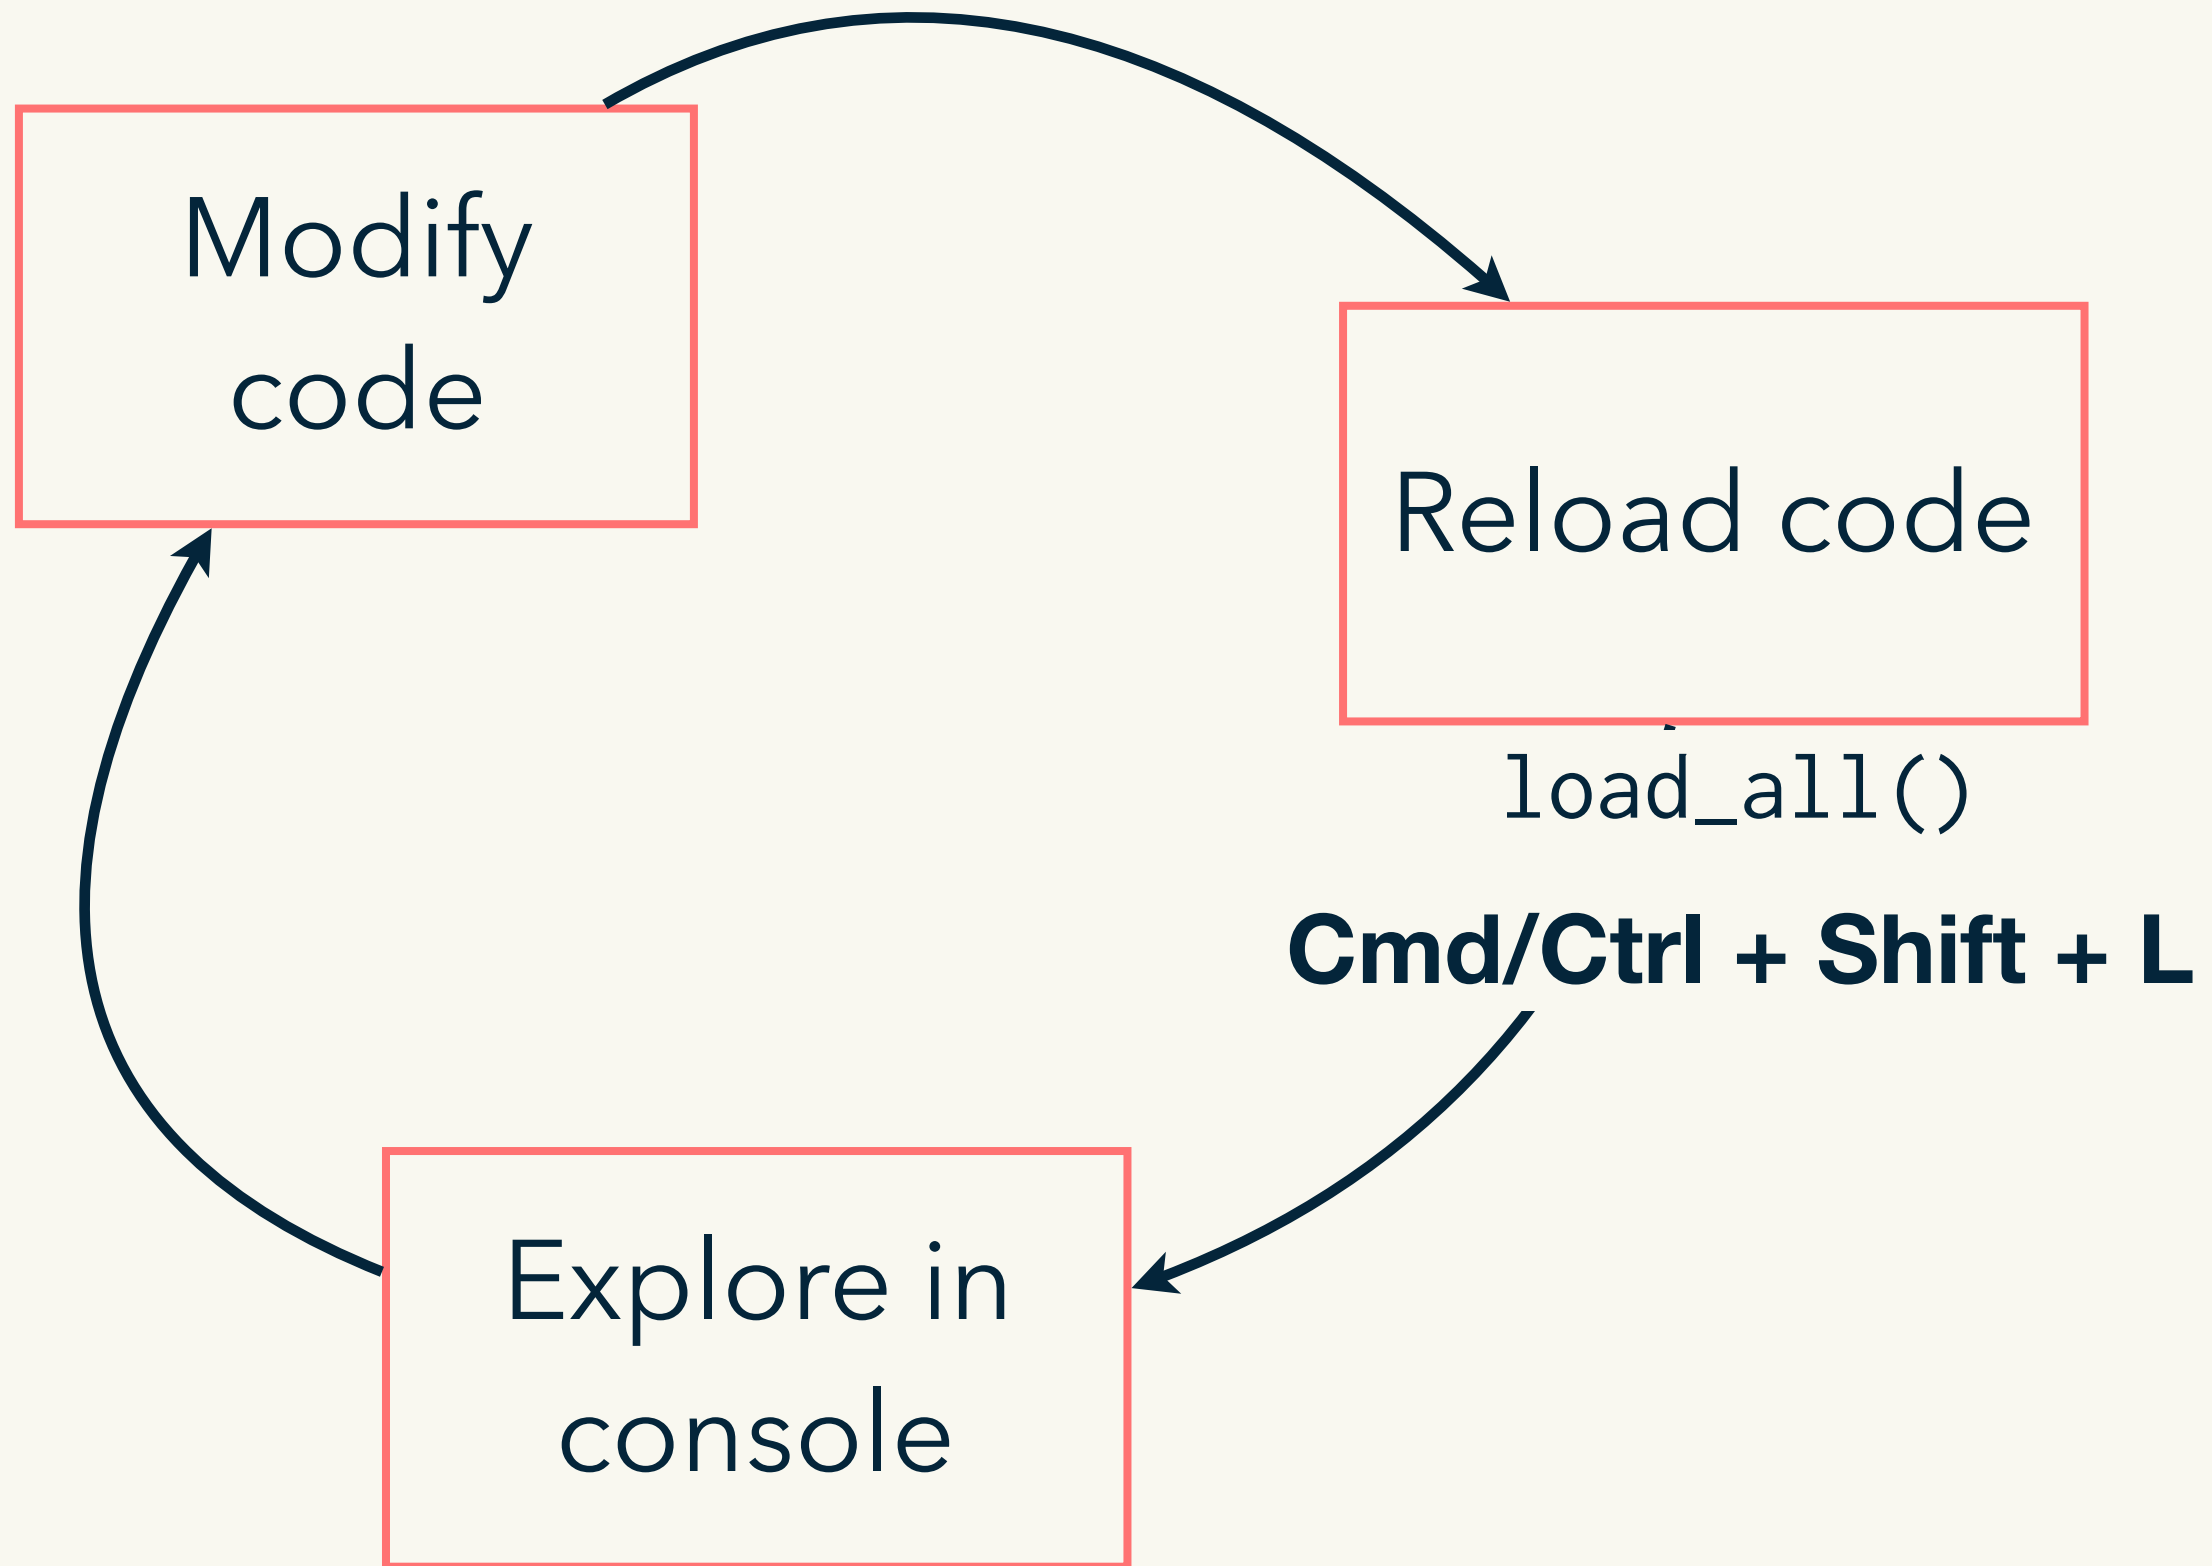 Modify
code
Reload code
load_all()
Cmd/Ctrl + Shift + L
Explore in
console